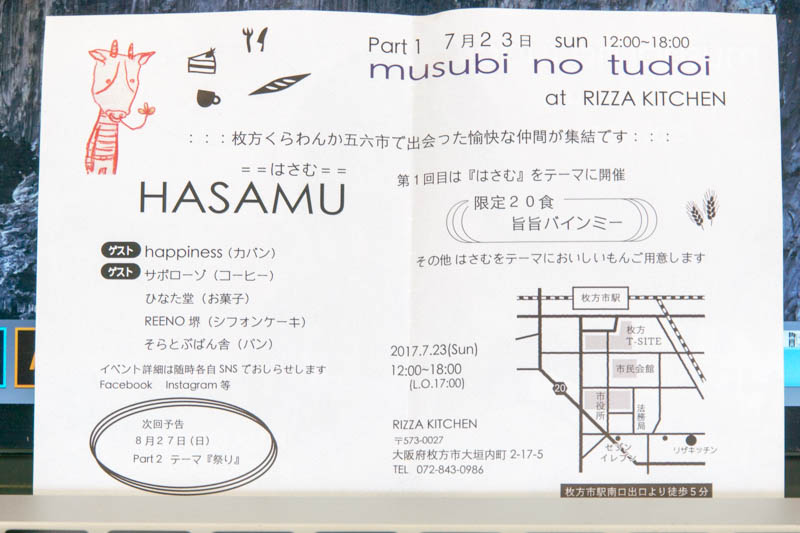 Part 1 7月23日 sun 12:00~18:00
musubi no tudoi
at RIZZA KITCHEN
:::枚方くらわんか五六市で出会った愉快な仲間が集結です:::
==はさむ==
HASAMU
第1回目は『はさむ』をテーマに開催
限定20食
旨旨バインミー
その他 はさむをテーマにおいしいもんご用意します
ゲスト happiness(カバン)
ゲスト サボローゾ(コーヒー)
ひなた堂(お菓子)
REENO 堺(シフォンケーキ)
そらとぶぱん舎(パン)
イベント詳細は随時各自 SNS でおしらせします
Facebook Instagram 等
次回予告
8月27日(日)
Part2 テーマ『祭り』
2017.7.23(Sun)
12:00~18:00
(L.O.17:00)
RIZZA KITCHEN
〒573-0027
大阪府枚方市大垣内町 2-17-5
TEL 072-843-0986
枚方市駅
枚方
T-SITE
市民会館
20
市役所
法務局
セブン
イレブン
リザキッチン
枚方市駅南口出口より徒歩5分